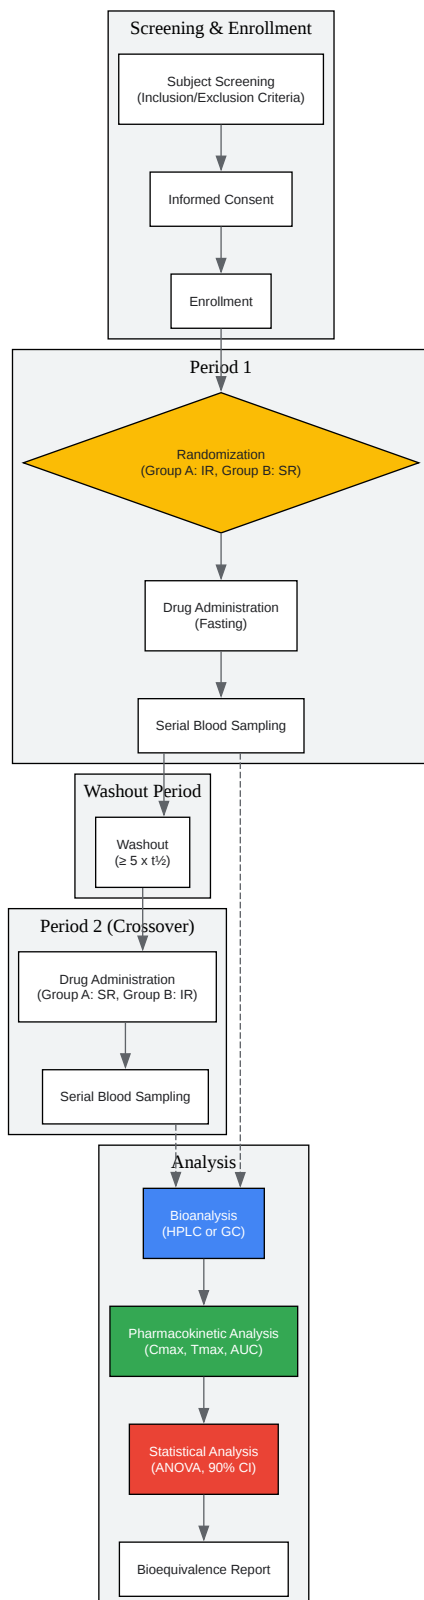 Screening & Enrollment
Subject Screening
(Inclusion/Exclusion Criteria)
Informed Consent
Enrollment
Period 1
Randomization
(Group A: IR, Group B: SR)
Drug Administration
(Fasting)
Serial Blood Sampling
Washout Period
Washout
(≥ 5 x t½)
Period 2 (Crossover)
Drug Administration
(Group A: SR, Group B: IR)
Serial Blood Sampling
Analysis
Bioanalysis
(HPLC or GC)
Pharmacokinetic Analysis
(Cmax, Tmax, AUC)
Statistical Analysis
(ANOVA, 90% CI)
Bioequivalence Report